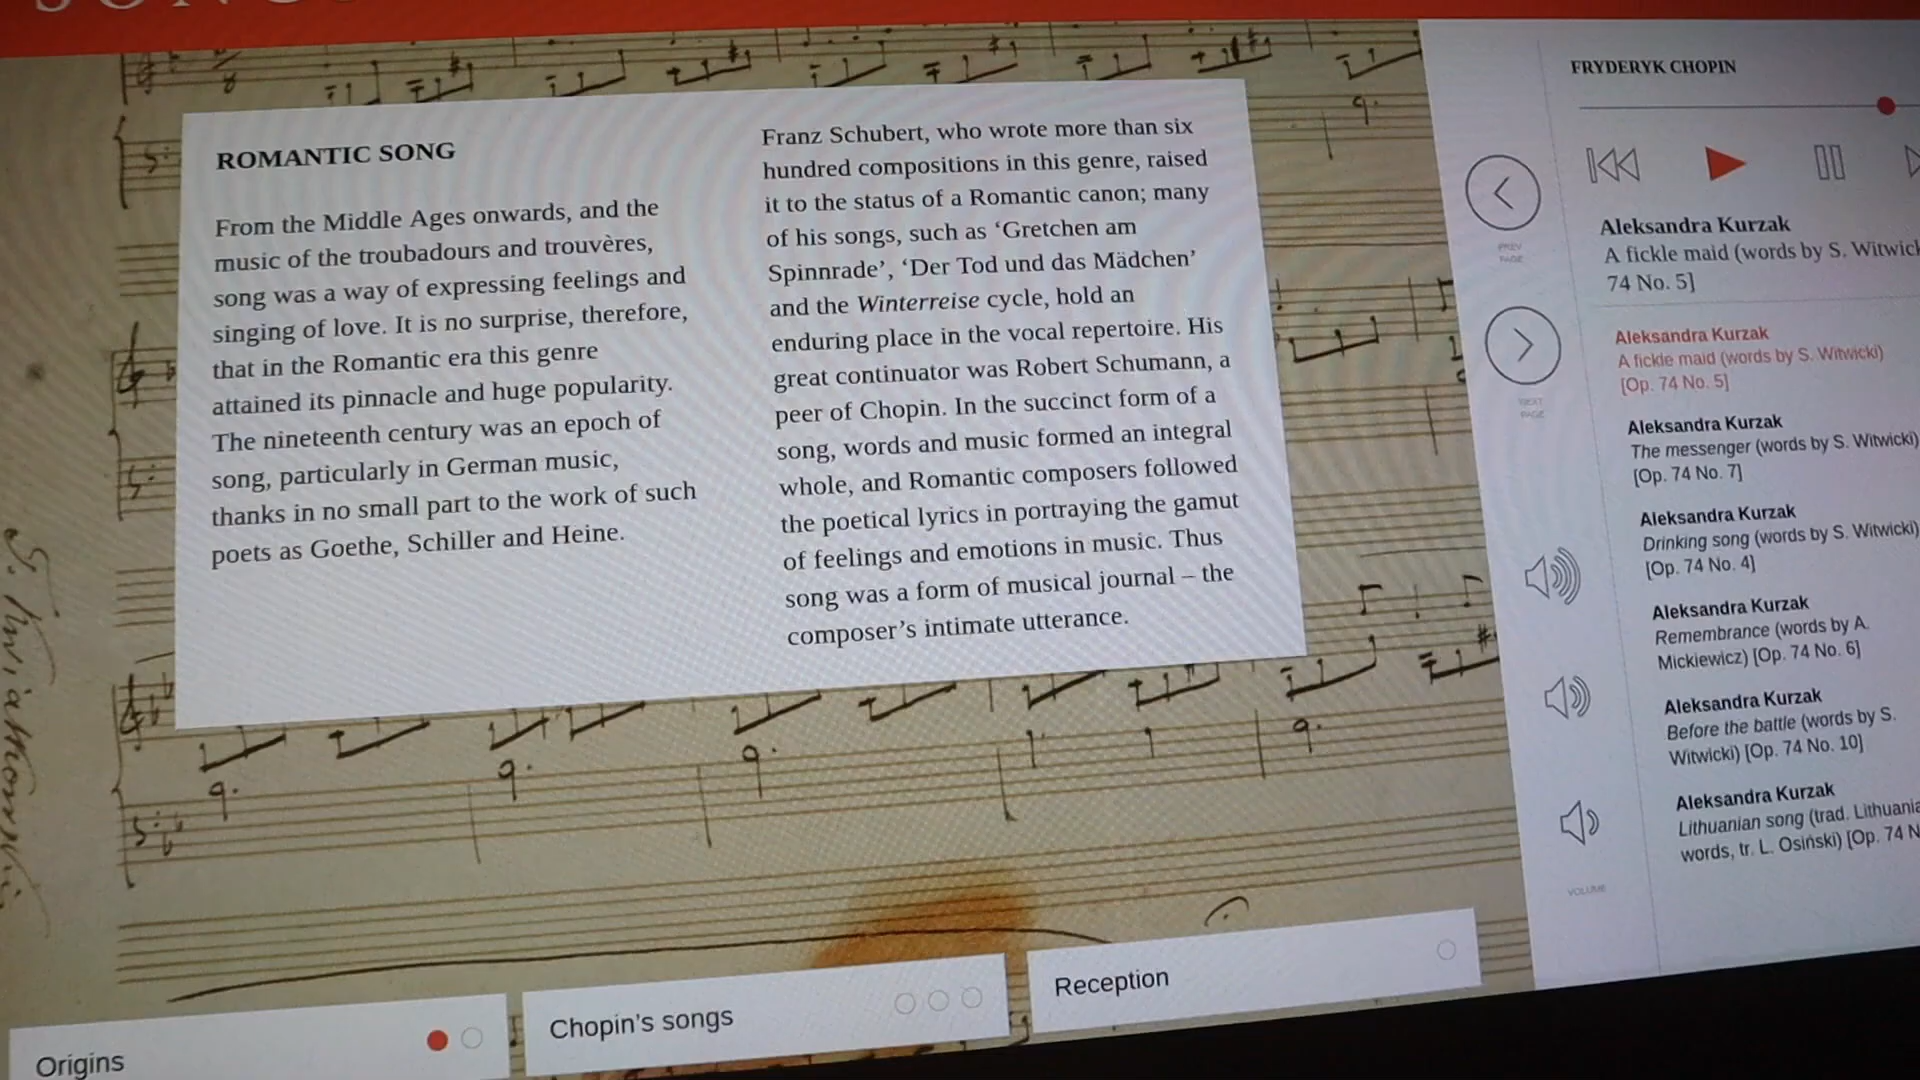 SONGS
ROMANTIC SONG
From the Middle Ages onwards, and the
music of the troubadours and trouvères,
song was a way of expressing feelings and
singing of love. It is no surprise, therefore,
that in the Romantic era this genre
attained its pinnacle and huge popularity.
The nineteenth century was an epoch of
song, particularly in German music,
thanks in no small part to the work of such
poets as Goethe, Schiller and Heine.
Franz Schubert, who wrote more than six
hundred compositions in this genre, raised
it to the status of a Romantic canon; many
of his songs, such as ‘Gretchen am
Spinnrade’, ‘Der Tod und das Mädchen’
and the Winterreise cycle, hold an
enduring place in the vocal repertoire. His
great continuator was Robert Schumann, a
peer of Chopin. In the succinct form of a
song, words and music formed an integral
whole, and Romantic composers followed
the poetical lyrics in portraying the gamut
of feelings and emotions in music. Thus
song was a form of musical journal – the
composer’s intimate utterance.
PREV
PAGE
NEXT
PAGE
VOLUME
FRYDERYK CHOPIN
Aleksandra Kurzak
A fickle maid (words by S. Witwick
74 No. 5]
Aleksandra Kurzak
A fickle maid (words by S. Witwicki)
[Op. 74 No. 5]
Aleksandra Kurzak
The messenger (words by S. Witwicki)
[Op. 74 No. 7]
Aleksandra Kurzak
Drinking song (words by S. Witwicki)
[Op. 74 No. 4]
Aleksandra Kurzak
Remembrance (words by A.
Mickiewicz) [Op. 74 No. 6]
Aleksandra Kurzak
Before the battle (words by S.
Witwicki) [Op. 74 No. 10]
Aleksandra Kurzak
Lithuanian song (trad. Lithuania
words, tr. L. Osiński) [Op. 74 N
Origins
Chopin’s songs
Reception